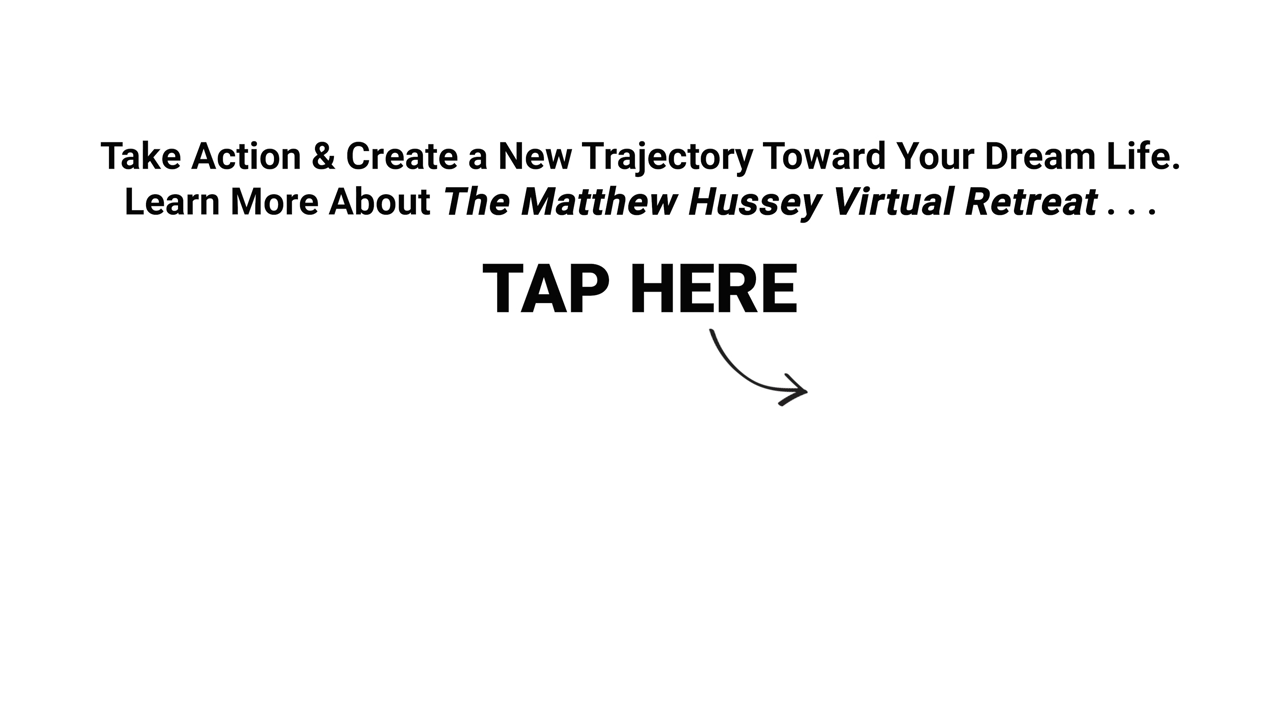 Take Action & Create a New Trajectory Toward Your Dream Life.
Learn More About The Matthew Hussey Virtual Retreat . . .
TAP HERE